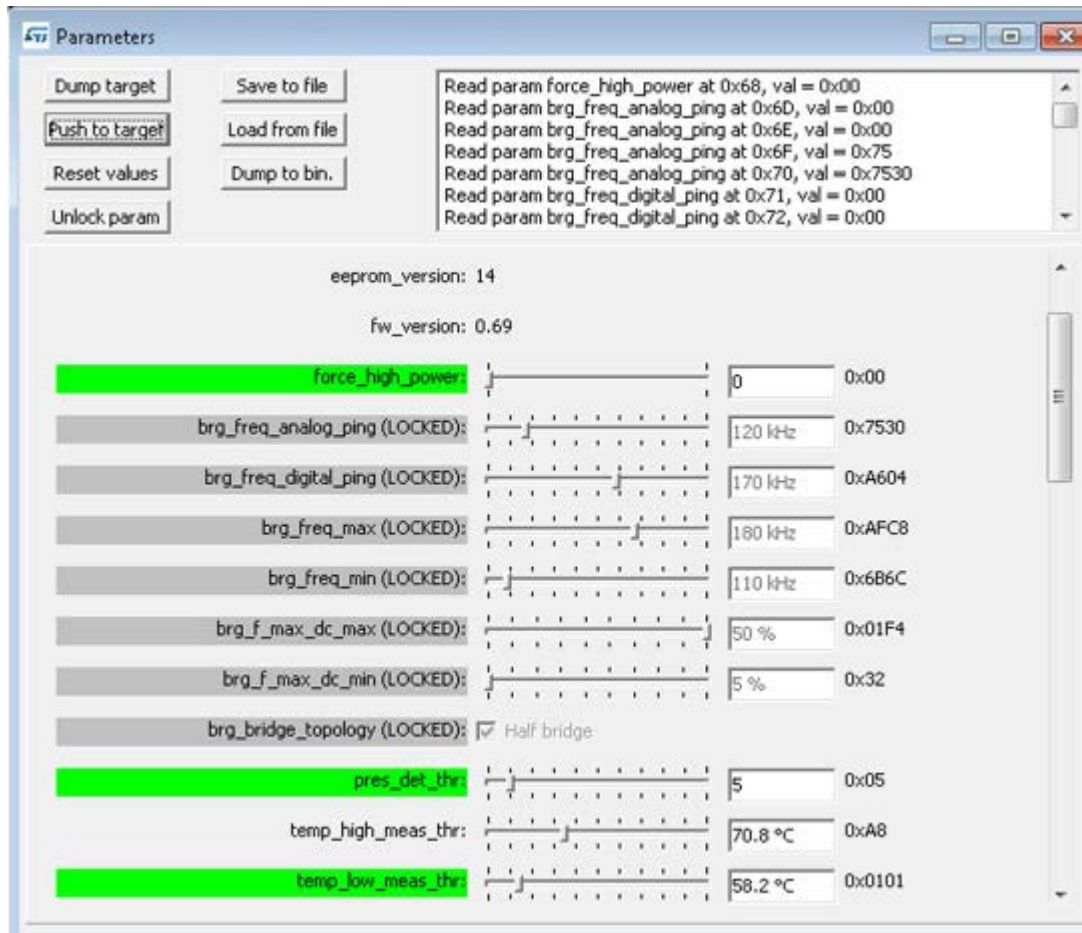 Parameters
Dump target
Save to file
Push to target
Load from file
Reset values
Dump to bin.
Unlock param
Read param force_high_power at 0x68, val = 0x00
Read param brg_freq_analog_ping at 0x6D, val = 0x00
Read param brg_freq_analog_ping at 0x6E, val = 0x00
Read param brg_freq_analog_ping at 0x6F, val = 0x75
Read param brg_freq_analog_ping at 0x70, val = 0x7530
Read param brg_freq_digital_ping at 0x71, val = 0x00
Read param brg_freq_digital_ping at 0x72, val = 0x00
eeprom_version: 14
fw_version: 0.69
force_high_power: 0 0x00
brg_freq_analog_ping (LOCKED): 120 kHz 0x7530
brg_freq_digital_ping (LOCKED): 170 kHz 0xA604
brg_freq_max (LOCKED): 180 kHz 0xAFC8
brg_freq_min (LOCKED): 110 kHz 0x6B6C
brg_f_max_dc_max (LOCKED): 50 % 0x01F4
brg_f_max_dc_min (LOCKED): 5 % 0x32
brg_bridge_topology (LOCKED): Half bridge
pres_det_thr: 5 0x05
temp_high_meas_thr: 70.8 °C 0xA8
temp_low_meas_thr: 58.2 °C 0x0101